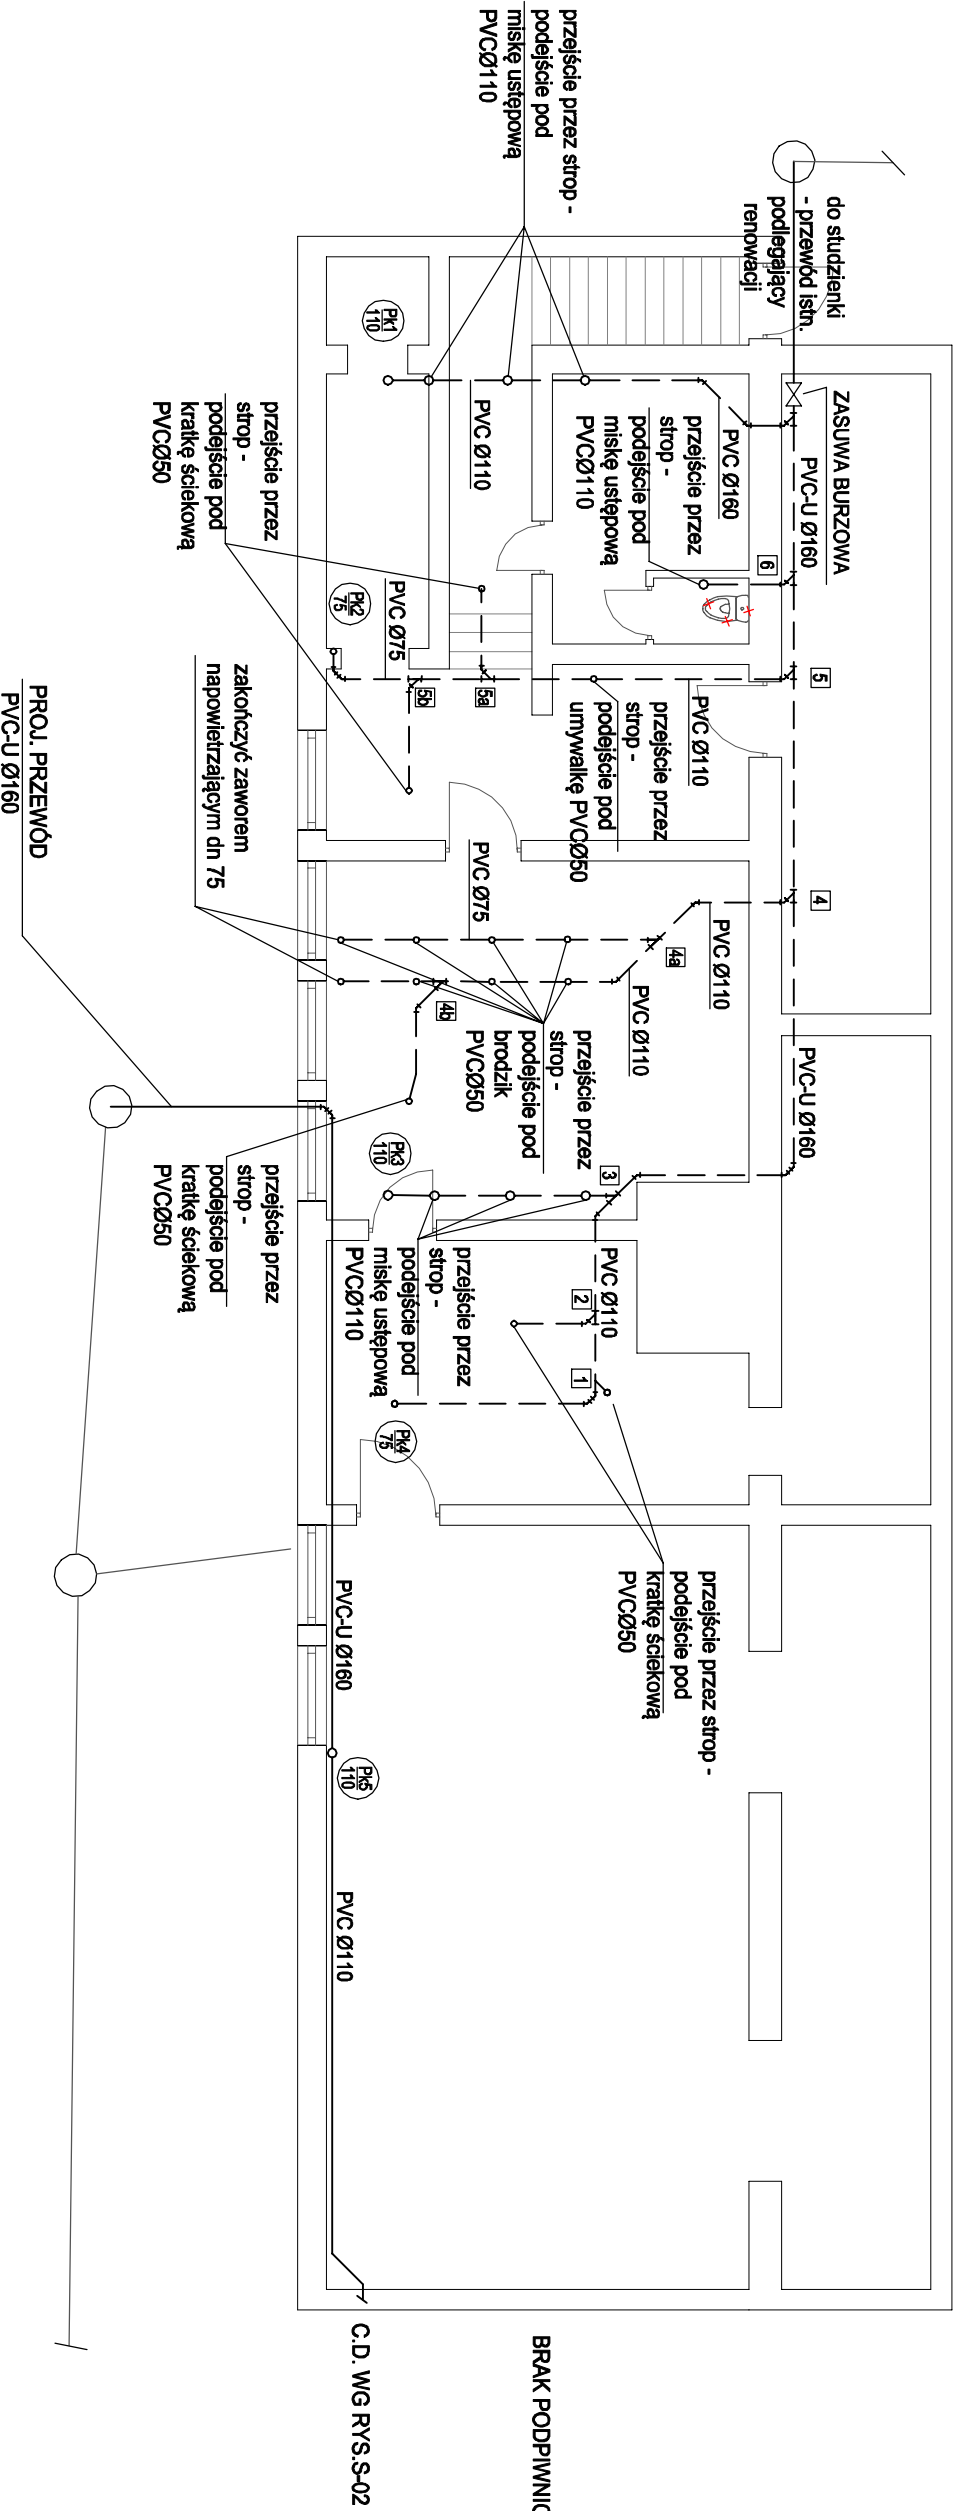 przejście przez strop -
podejście pod
miskę ustępową
PVCØ110
do studzienki
- przewód istn.
podlegający
renowacji
ZASUWA BURZOWA
PVC-U Ø160
Pk1
110
PVC Ø110
PVC Ø160
przejście przez
strop -
podejście pod
miskę ustępową
PVCØ110
6
przejście przez
strop -
podejście pod
kratkę ściekową
PVCØ50
Pk2
75
PVC Ø75
5b
5a
5
PVC Ø110
przejście przez
strop -
podejście pod
umywalkę PVCØ50
zakończyć zaworem
napowietrzającym dn 75
PROJ. PRZEWÓD
PVC-U Ø160
PVC Ø75
4
4a
PVC Ø110
PVC Ø110
4b
przejście przez
strop -
podejście pod
brodzik
PVCØ50
PVC-U Ø160
Pk3
110
3
przejście przez
strop -
podejście pod
kratkę ściekową
PVCØ50
przejście przez
strop -
podejście pod
miskę ustępową
PVCØ110
PVC Ø110
2
1
Pk4
75
przejście przez strop -
podejście pod
kratkę ściekową
PVCØ50
PVC-U Ø160
Pk5
110
PVC Ø110
C.D. WG RYS.S-02
BRAK